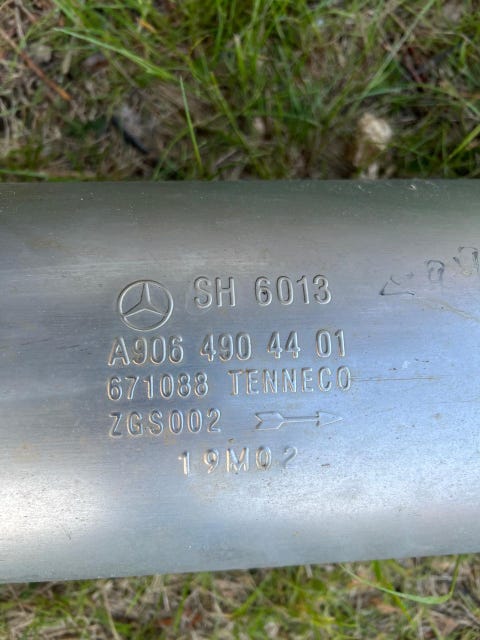 SH 6013
A906 490 44 01
671088 TENNECO
ZGS002
19M02